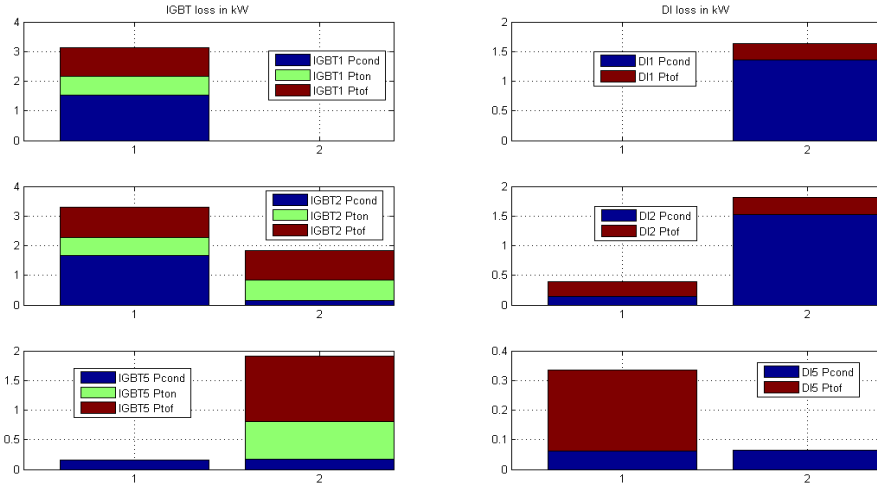 IGBT loss in kW
4
3
2
1
0
1
2
IGBT1 Pcond
IGBT1 Pton
IGBT1 Ptof
DI loss in kW
2
1.5
1
0.5
0
1
2
DI1 Pcond
DI1 Ptof
4
3
2
1
0
1
2
IGBT2 Pcond
IGBT2 Pton
IGBT2 Ptof
2
1.5
1
0.5
0
1
2
DI2 Pcond
DI2 Ptof
2
1.5
1
0.5
0
1
2
IGBT5 Pcond
IGBT5 Pton
IGBT5 Ptof
0.4
0.3
0.2
0.1
0
1
2
DI5 Pcond
DI5 Ptof